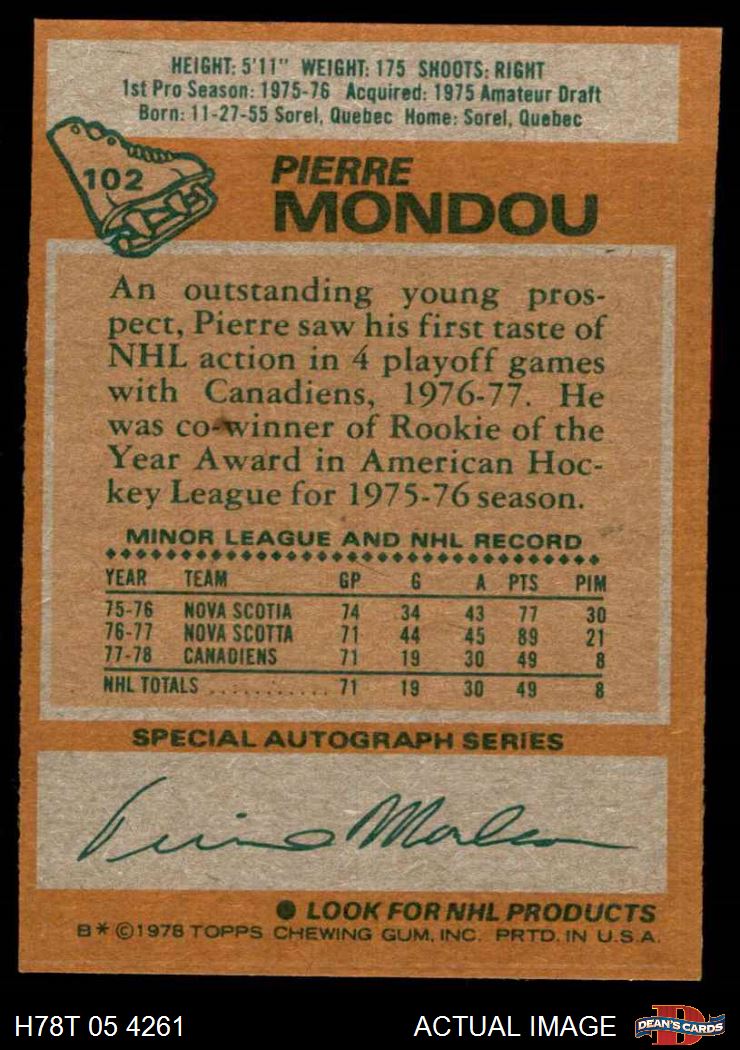 HEIGHT: 5'11" WEIGHT: 175 SHOOTS: RIGHT
1st Pro Season: 1975-76 Acquired: 1975 Amateur Draft
Born: 11-27-55 Sorel, Quebec Home: Sorel, Quebec
102
PIERRE
MONDOU
An outstanding young pros-
pect, Pierre saw his first taste of
NHL action in 4 playoff games
with Canadiens, 1976-77. He
was co-winner of Rookie of the
Year Award in American Hoc-
key League for 1975-76 season.
MINOR LEAGUE AND NHL RECORD
YEAR TEAM GP G A PTS PIM
75-76 NOVA SCOTIA 74 34 43 77 30
76-77 NOVA SCOTTA 71 44 45 89 21
77-78 CANADIENS 71 19 30 49 8
NHL TOTALS ........... 71 19 30 49 8
SPECIAL AUTOGRAPH SERIES
Pierre Mondou
● LOOK FOR NHL PRODUCTS
B* ©1978 TOPPS CHEWING GUM, INC. PRTD. IN U.S.A.
H78T 05 4261 ACTUAL IMAGE
D
DEAN'S CARDS